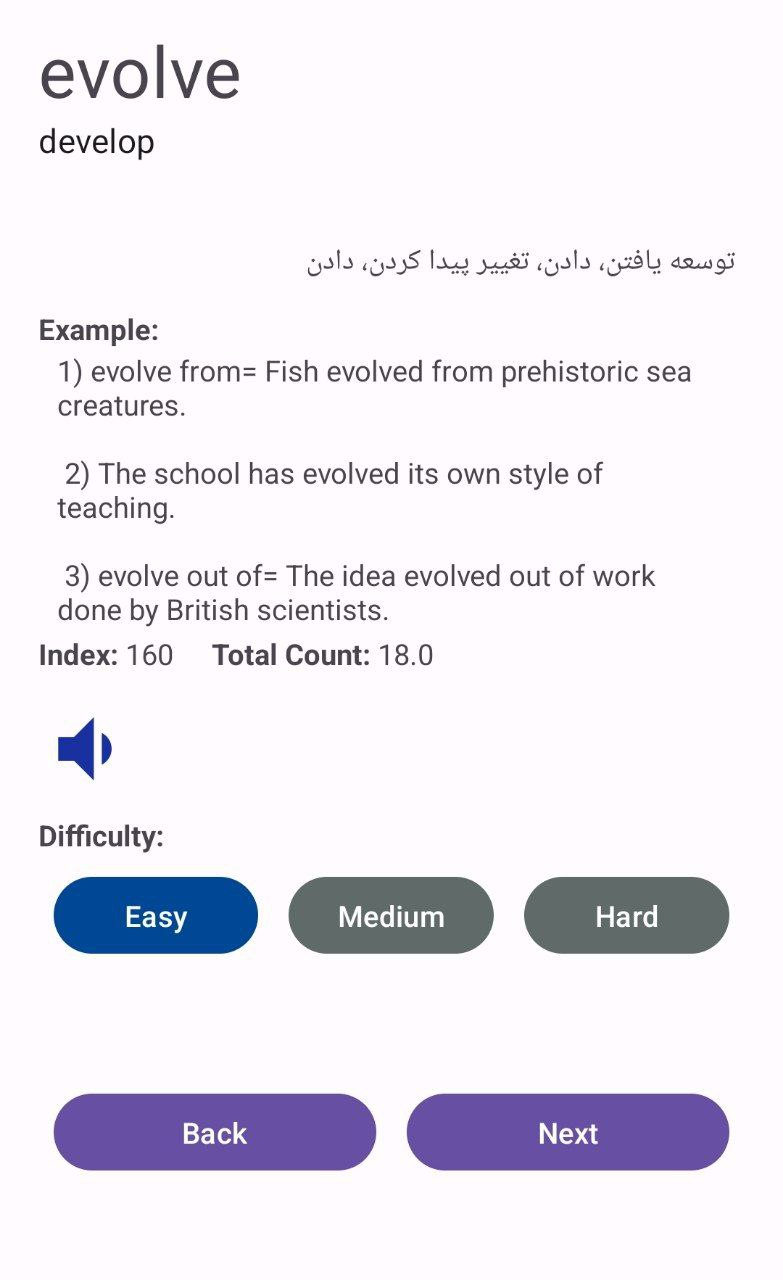 evolve
develop
توسعه یافتن، دادن، تغییر پیدا کردن، دادن
Example:
1) evolve from= Fish evolved from prehistoric sea
creatures.
2) The school has evolved its own style of
teaching.
3) evolve out of= The idea evolved out of work
done by British scientists.
Index: 160 Total Count: 18.0
Difficulty:
Easy Medium Hard
Back Next